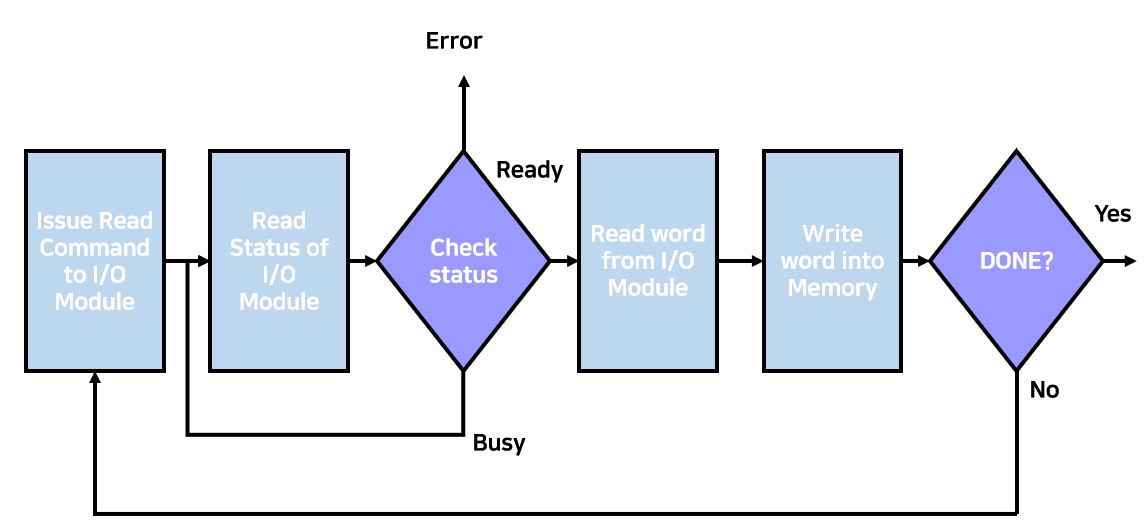 Error
Ready
Issue Read
Command
to I/O
Module
Read
Status of
I/O
Module
Check
status
Read word
from I/O
Module
Write
word into
Memory
DONE?
Yes
No
Busy